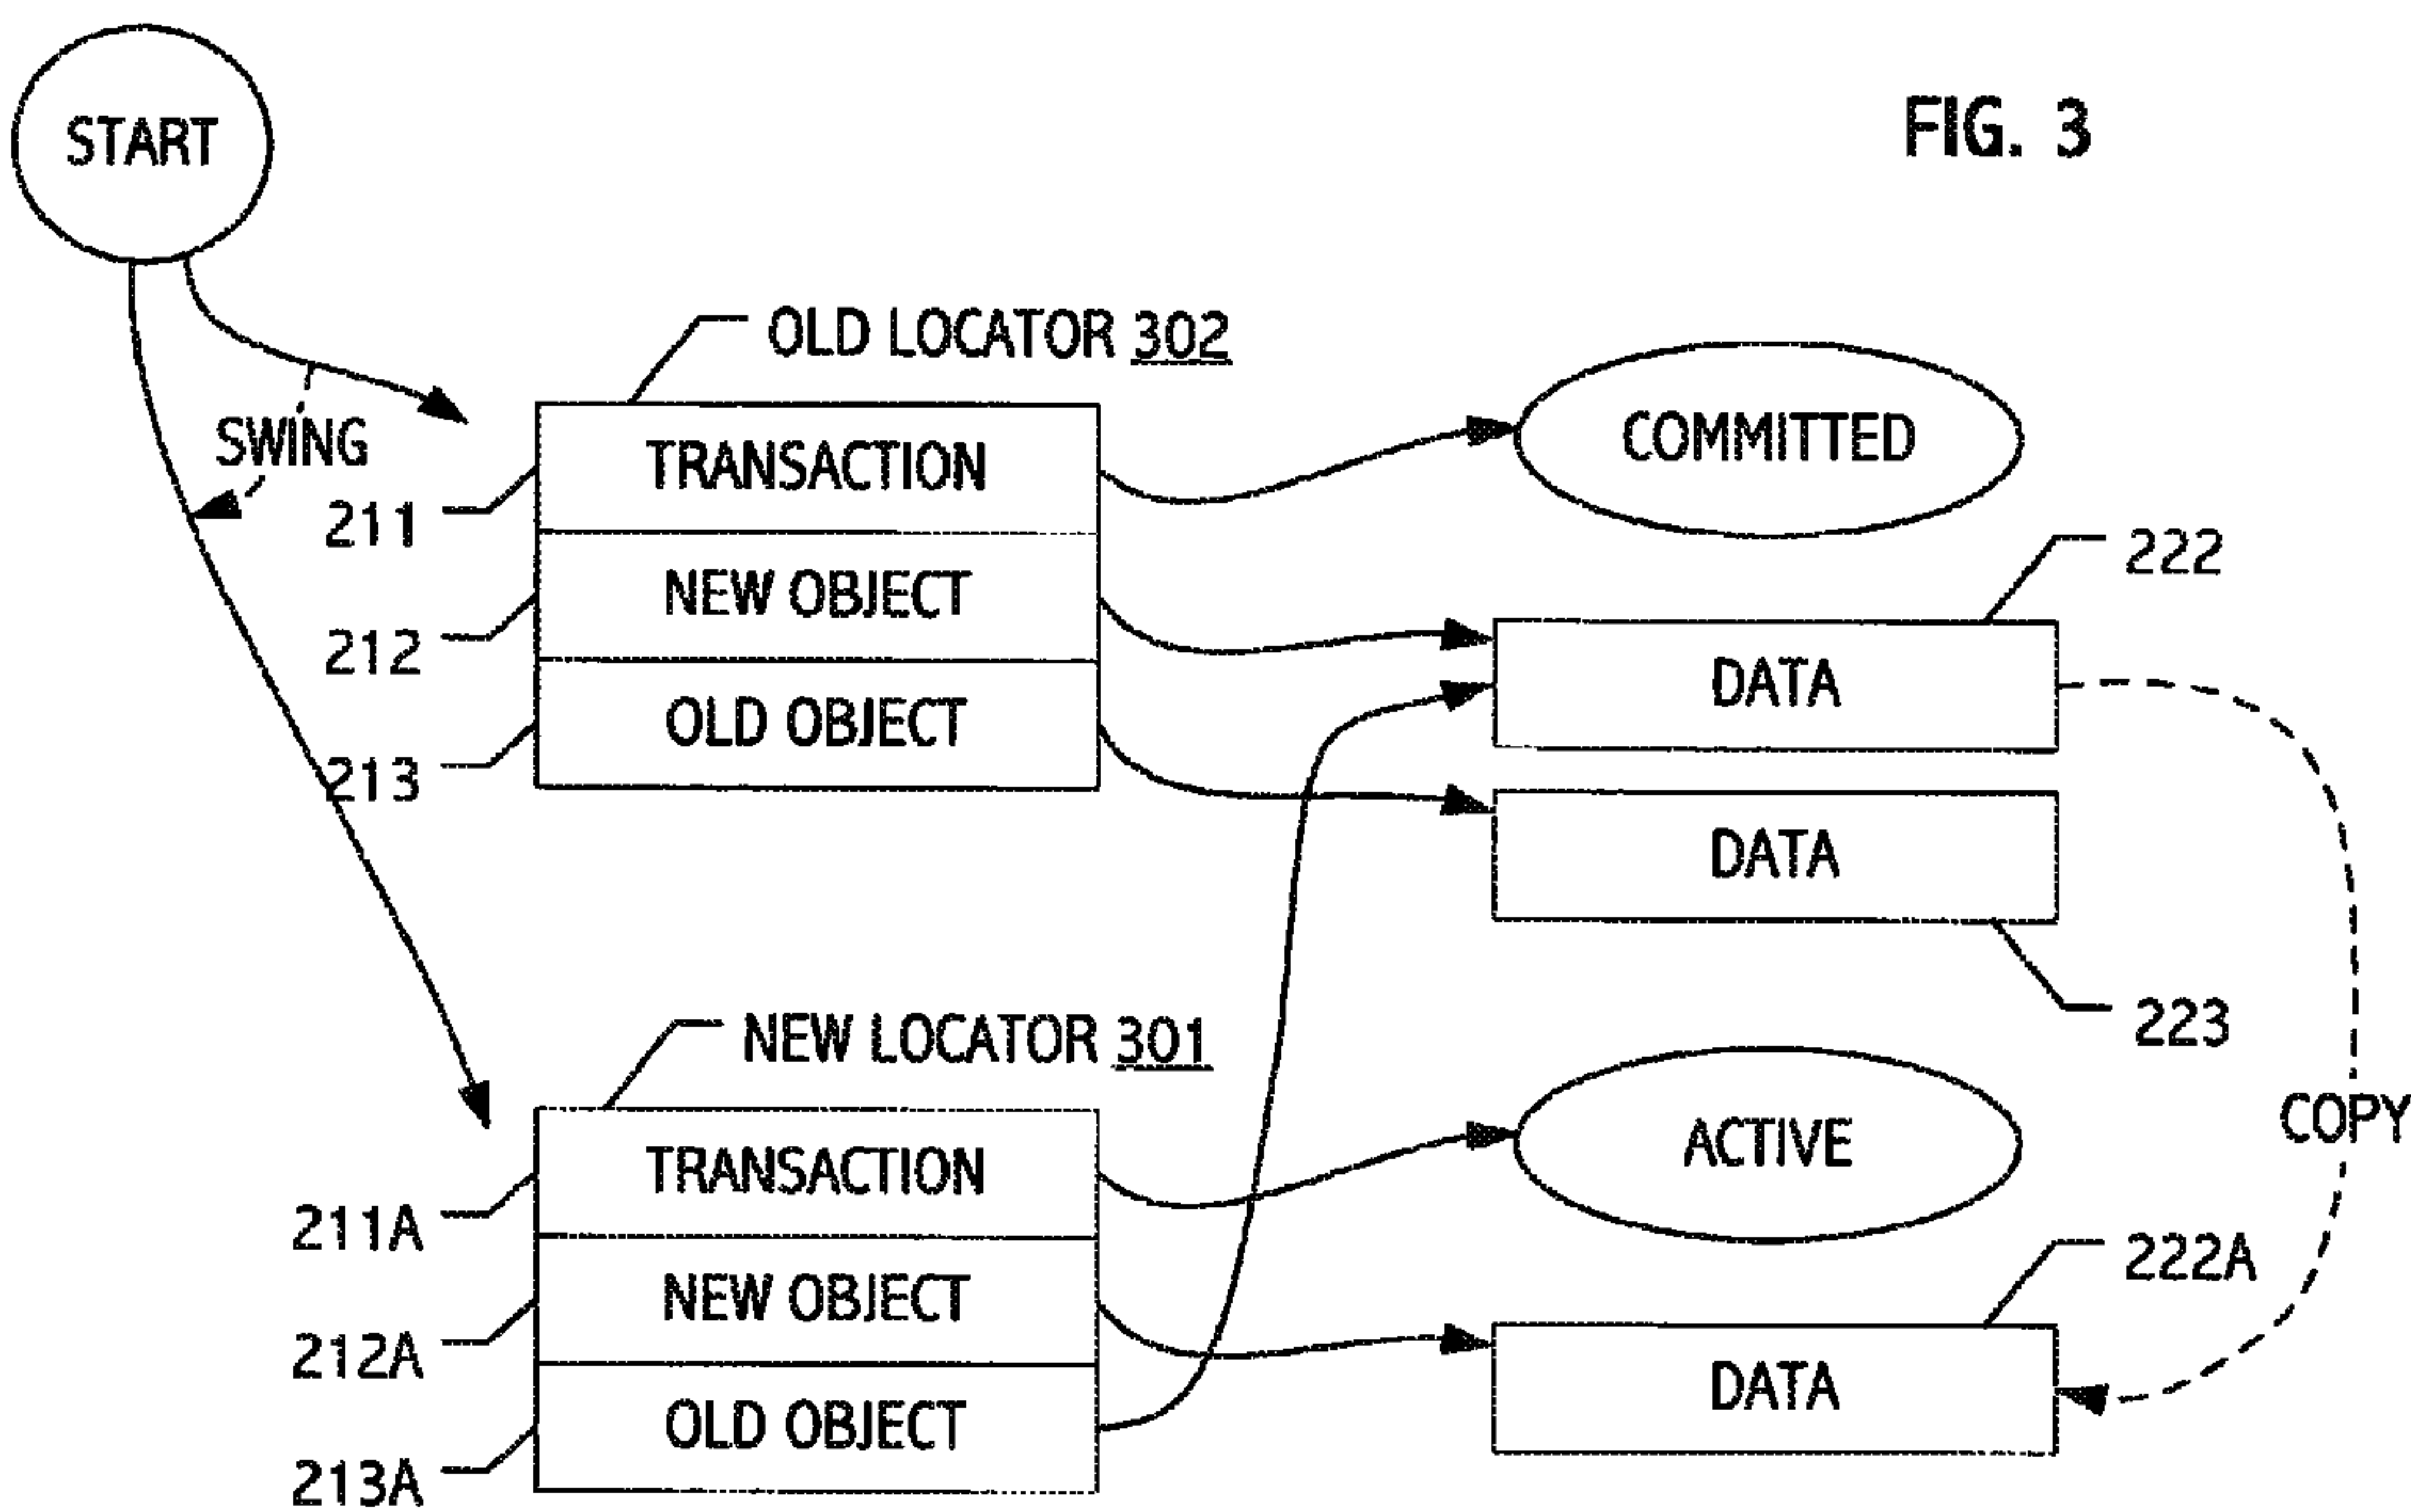 START
FIG. 3
OLD LOCATOR 302
SWING
TRANSACTION
COMMITTED
211
222
NEW OBJECT
212
DATA
OLD OBJECT
213
DATA
223
NEW LOCATOR 301
COPY
TRANSACTION
ACTIVE
211A
222A
NEW OBJECT
212A
DATA
OLD OBJECT
213A